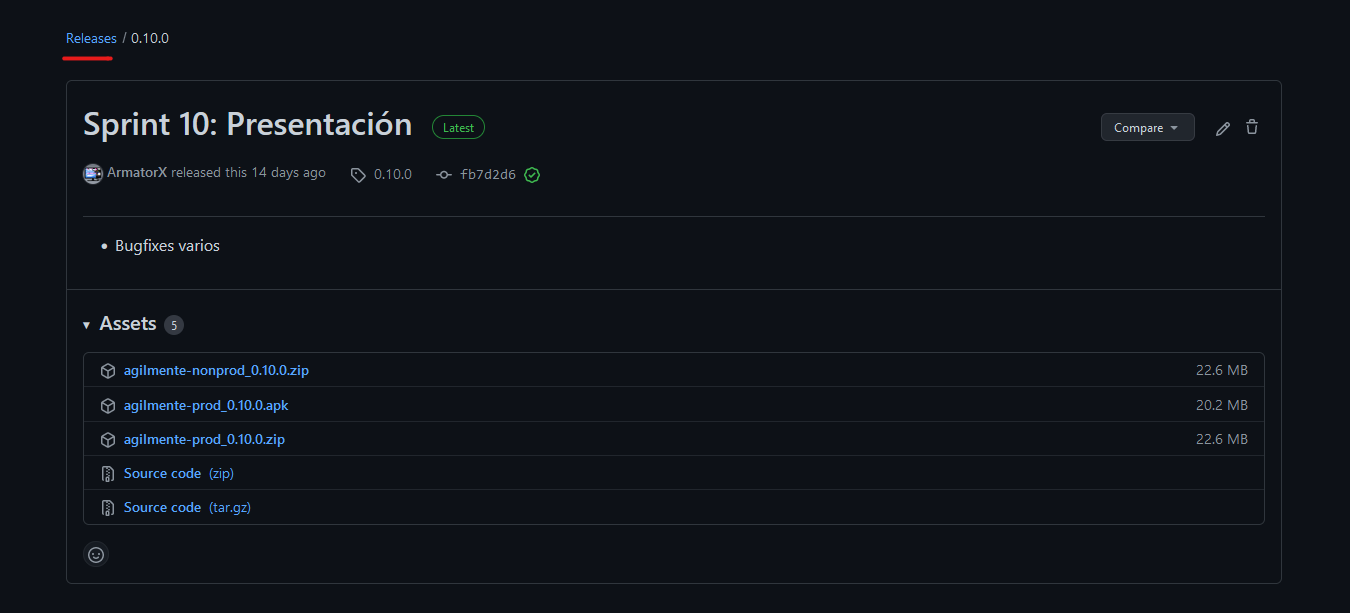 Releases / 0.10.0
Sprint 10: Presentación Latest Compare
ArmatorX released this 14 days ago 0.10.0 fb7d2d6
Bugfixes varios
Assets 5
agilmente-nonprod_0.10.0.zip 22.6 MB
agilmente-prod_0.10.0.apk 20.2 MB
agilmente-prod_0.10.0.zip 22.6 MB
Source code (zip)
Source code (tar.gz)